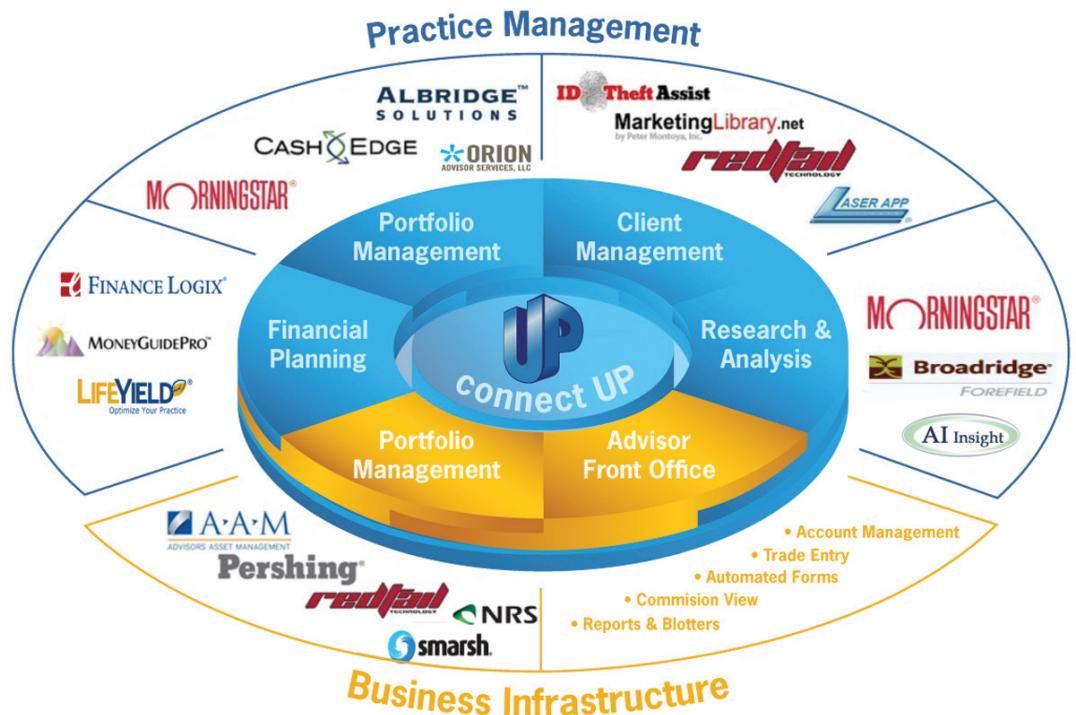 Practice Management
ALBRIDGE™
SOLUTIONS
CASH EDGE
ORION
ADVISOR SERVICES, LLC
MORNINGSTAR®
ID Theft Assist
MarketingLibrary.net
by Peter Montoya, Inc.
redtail
TECHNOLOGY
LASER APP®
Portfolio
Management
Client
Management
FINANCE LOGIX®
MONEYGUIDEPRO™
LIFEYIELD®
Optimize Your Practice
Financial
Planning
UP
connect UP
Research &
Analysis
MORNINGSTAR®
Broadridge®
FOREFIELD
AI Insight
Portfolio
Management
Advisor
Front Office
A•A•M
ADVISORS ASSET MANAGEMENT
Pershing®
redtail
TECHNOLOGY
NRS
smarsh.
• Account Management
• Trade Entry
• Automated Forms
• Commision View
• Reports & Blotters
Business Infrastructure